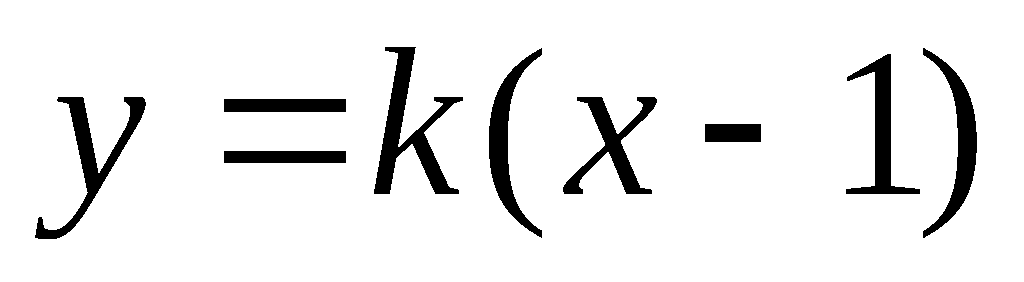 y = k(x - 1)